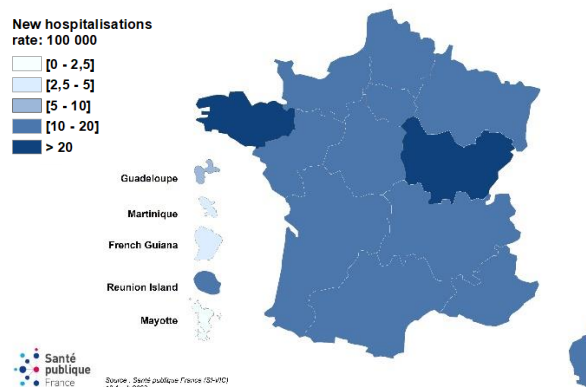 New hospitalisations
rate: 100 000
[0 - 2,5]
[2,5 - 5]
[5 - 10]
[10 - 20]
> 20
Guadeloupe
Martinique
French Guiana
Reunion Island
Mayotte
Santé
publique
France
Source : Santé publique France (SI-VIC)